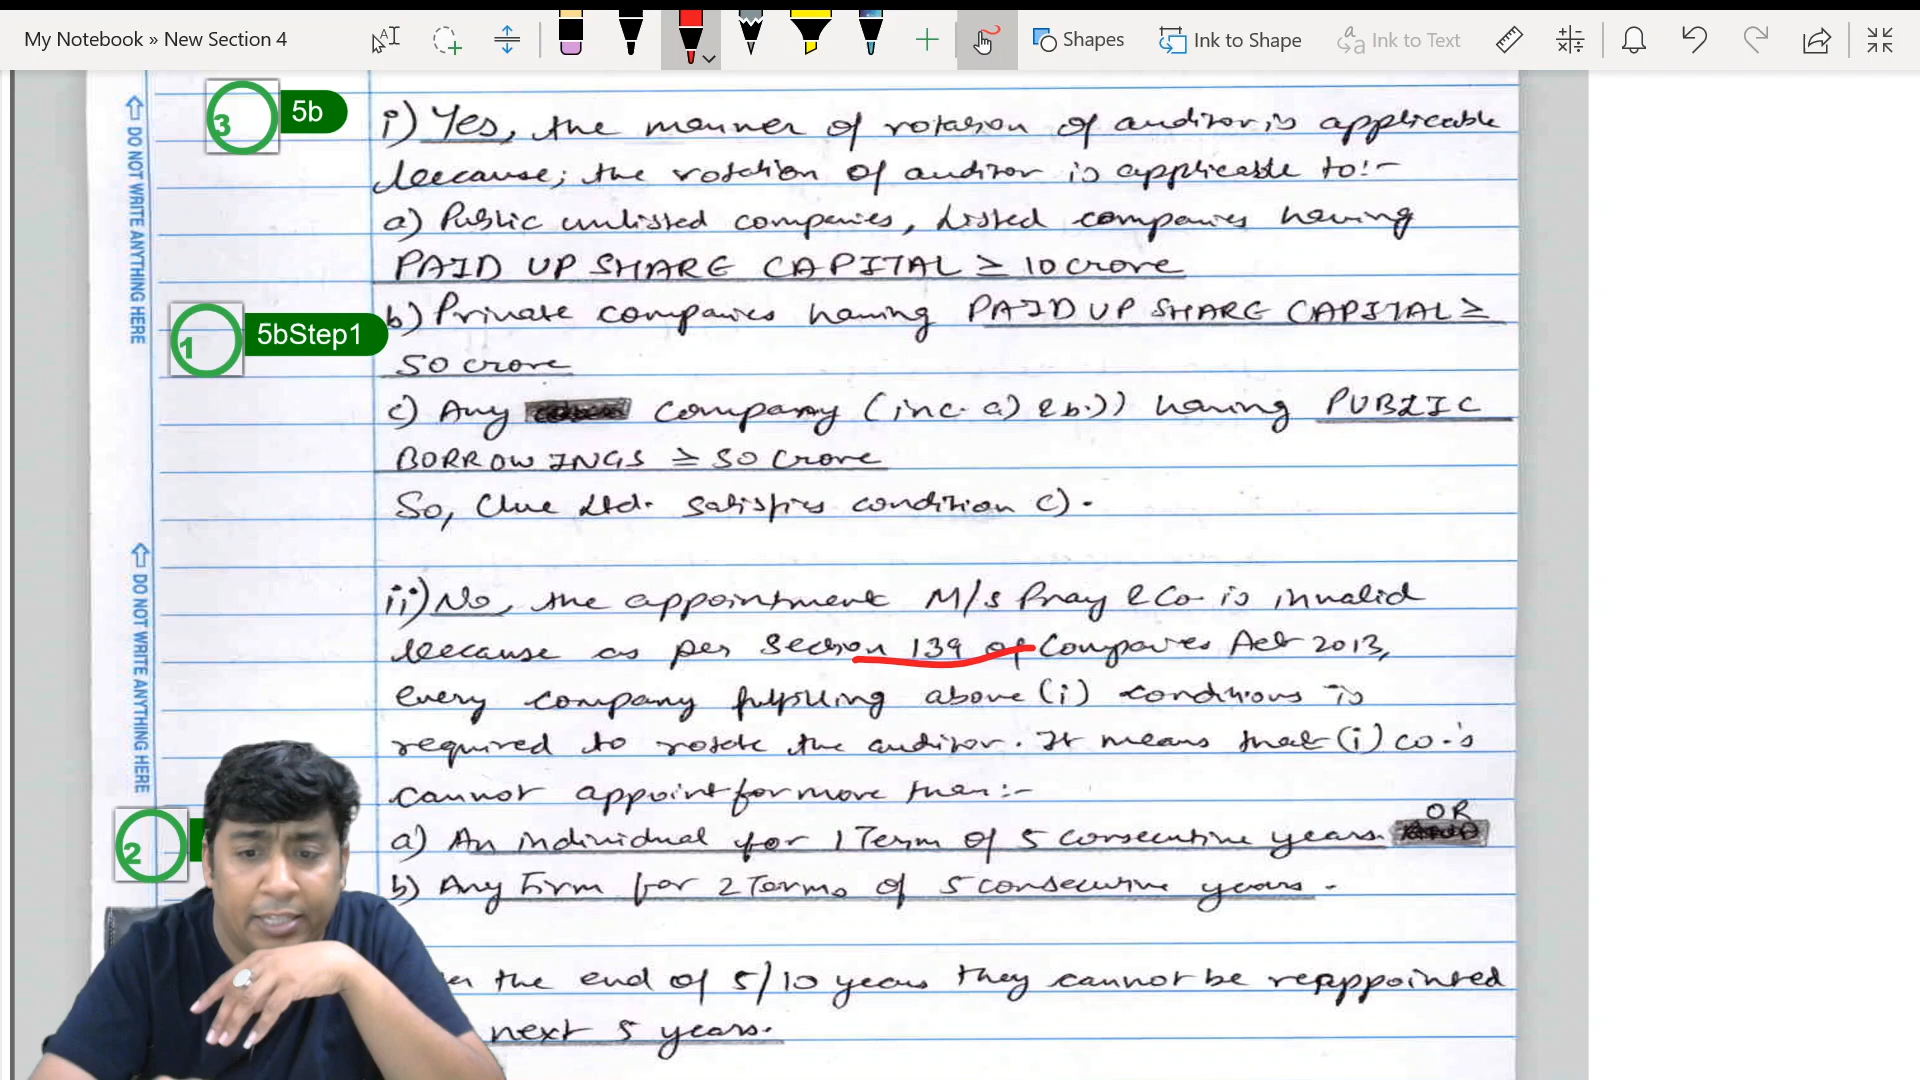 My Notebook » New Section 4
Shapes
Ink to Shape
Ink to Text
DO NOT WRITE ANYTHING HERE
DO NOT WRITE ANYTHING HERE
3
5b
i) Yes, the manner of rotation of auditor is applicable
because; the rotation of auditor is applicable to:-
a) Public unlisted companies, Listed companies having
PAID UP SHARE CAPITAL ≥ 10 crore
1
5bStep1
b) Private companies having PAID UP SHARE CAPITAL ≥
50 crore
c) Any company (inc. a) & b.)) having PUBLIC
BORROWINGS ≥ 50 crore
So, Clue Ltd. satisfies condition c).
ii) No, the appointment M/s Pray & Co is invalid
because as per Section 139 of Companies Act 2013,
every company fulfilling above (i) conditions is
required to rotate the auditor. It means that (i) co.'s
cannot appoint for more than:-
2
a) An individual for 1 Term of 5 consecutive years. OR
b) Any Firm for 2 Terms of 5 consecutive years.
the end of 5/10 years they cannot be reappointed
next 5 years.